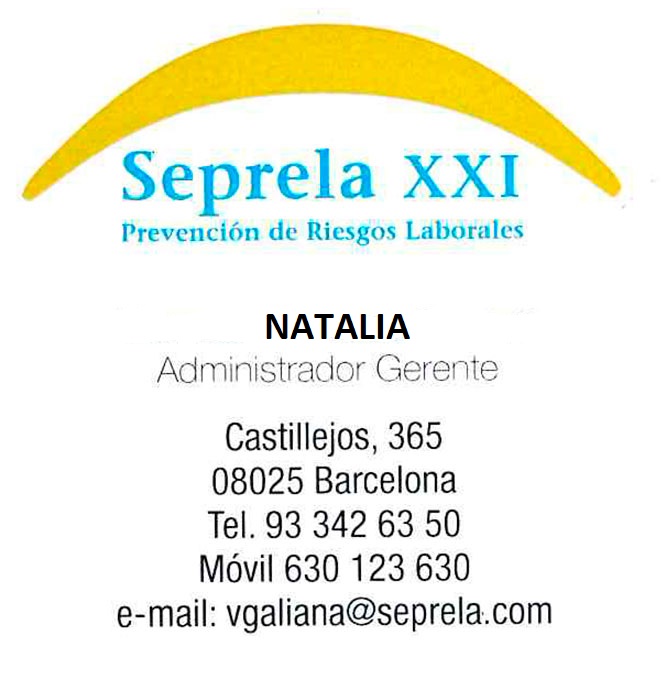 Seprela XXI
Prevención de Riesgos Laborales
NATALIA
Administrador Gerente
Castillejos, 365
08025 Barcelona
Tel. 93 342 63 50
Móvil 630 123 630
e-mail: vgaliana@seprela.com